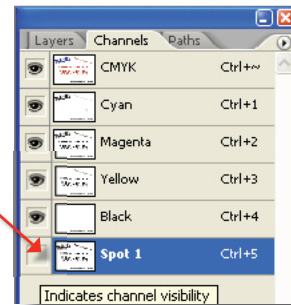 Layers Channels Paths
CMYK Ctrl+~
Cyan Ctrl+1
Magenta Ctrl+2
Yellow Ctrl+3
Black Ctrl+4
Spot 1 Ctrl+5
Indicates channel visibility